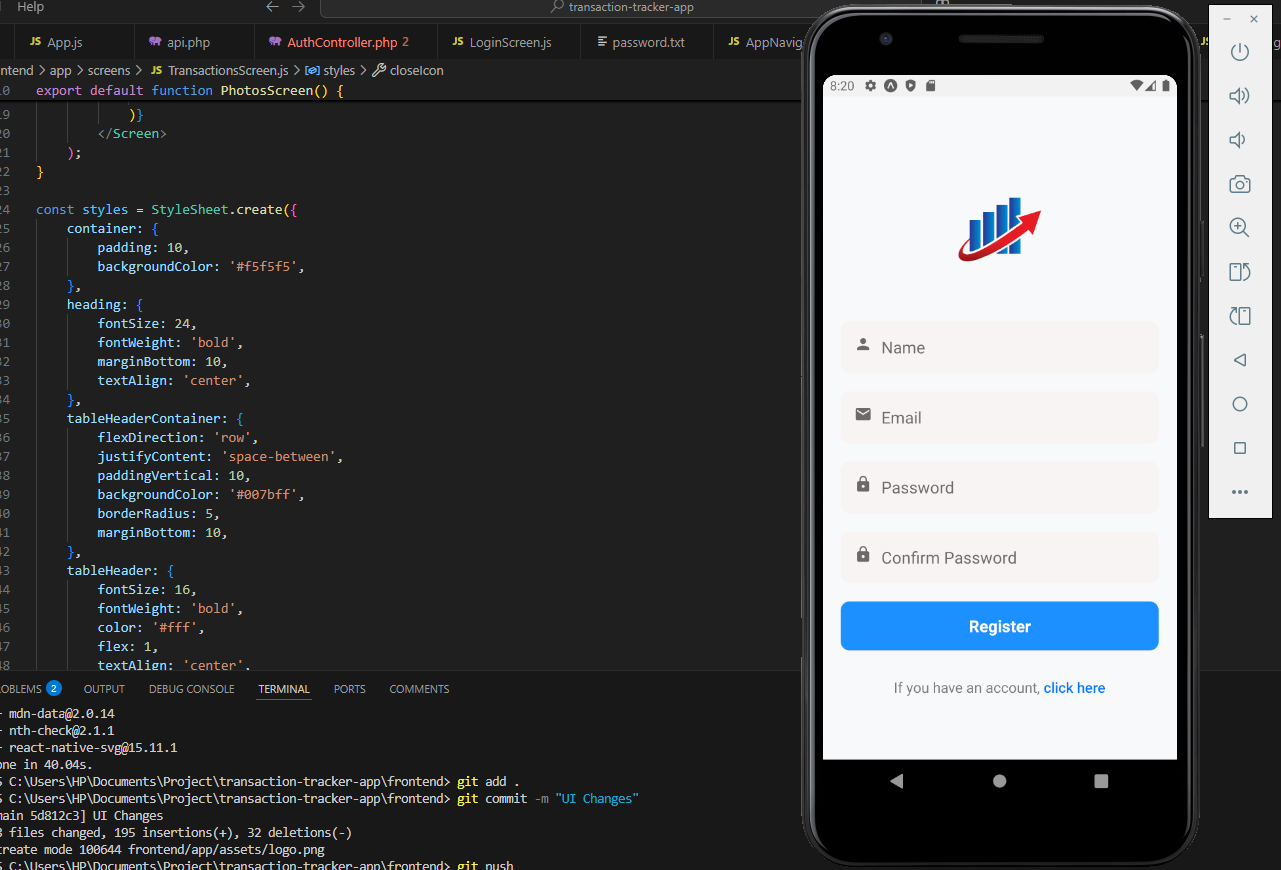 Help
transaction-tracker-app
JS App.js
api.php
AuthController.php 2
JS LoginScreen.js
password.txt
JS AppNavig
ntend > app > screens > JS TransactionsScreen.js > styles > closeIcon
10 export default function PhotosScreen() {
19 )}
20 </Screen>
21 );
22 }
23
24 const styles = StyleSheet.create({
25 container: {
26 padding: 10,
27 backgroundColor: '#f5f5f5',
28 },
29 heading: {
30 fontSize: 24,
31 fontWeight: 'bold',
32 marginBottom: 10,
33 textAlign: 'center',
34 },
35 tableHeaderContainer: {
36 flexDirection: 'row',
37 justifyContent: 'space-between',
38 paddingVertical: 10,
39 backgroundColor: '#007bff',
40 borderRadius: 5,
41 marginBottom: 10,
42 },
43 tableHeader: {
44 fontSize: 16,
45 fontWeight: 'bold',
46 color: '#fff',
47 flex: 1,
48 textAlign: 'center',
OBLEMS 2 OUTPUT DEBUG CONSOLE TERMINAL PORTS COMMENTS
mdn-data@2.0.14
nth-check@2.1.1
react-native-svg@15.11.1
one in 40.04s.
S C:\Users\HP\Documents\Project\transaction-tracker-app\frontend> git add .
S C:\Users\HP\Documents\Project\transaction-tracker-app\frontend> git commit -m "UI Changes"
main 5d812c3] UI Changes
files changed, 195 insertions(+), 32 deletions(-)
create mode 100644 frontend/app/assets/logo.png
S C:\Users\HP\Documents\Project\transaction-tracker-app\frontend> git push
8:20
Name
Email
Password
Confirm Password
Register
If you have an account, click here